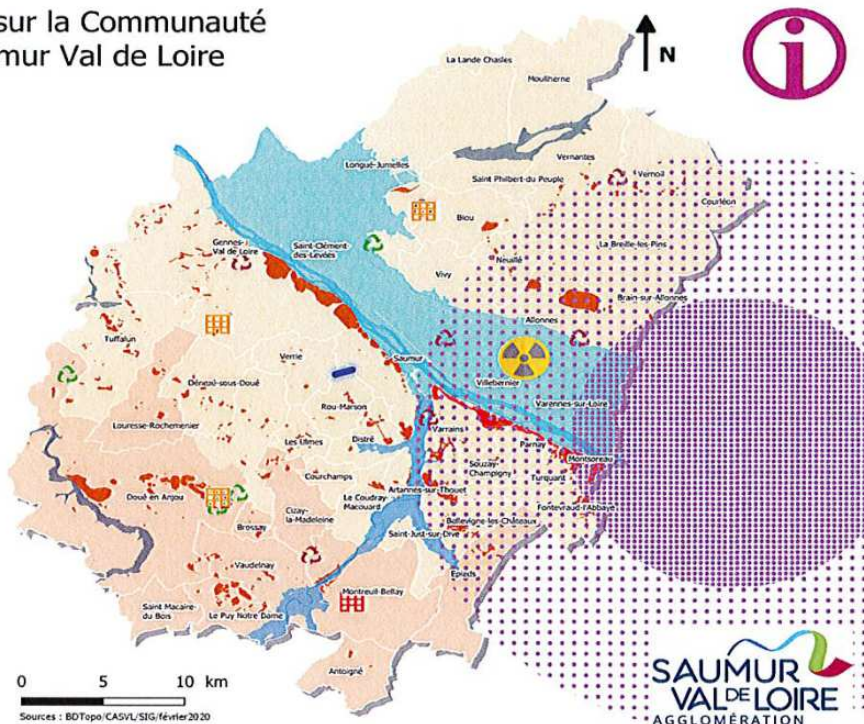 sur la Communauté
mur Val de Loire
N
i
La Lande Chasles
Mouliherne
Vernantes
Longué-Jumelles
Saint Philbert du Peuple
Vernoil
Courléon
Blou
La Breille-les-Pins
Gennes-
Val de Loire
Saint-Clément
des-Levées
Neuillé
Vivy
Brain-sur-Allonnes
Allonnes
Tuffalun
Verrie
Saumur
Villebernier
Dénezé-sous-Doué
Varennes-sur-Loire
Rou-Marson
Louresse-Rochemenier
Varrains
Parnay
Les Ulmes
Distré
Montsoreau
Souzay-
Champigny
Turquant
Courchamps
Artannes-sur-Thouet
Doué en Anjou
Le Coudray-
Macouard
Fontevraud-l'Abbaye
Cizay-
la-Madeleine
Bellevigne-les-Châteaux
Brossay
Saint-Just-sur-Dive
Vaudelnay
Epieds
Montreuil-Bellay
Saint Macaire
du Bois
Le Puy Notre Dame
Antoigné
0 5 10 km
Sources : BDTopo/CASVL/SIG/février2020
SAUMUR
VAL DE LOIRE
AGGLOMÉRATION